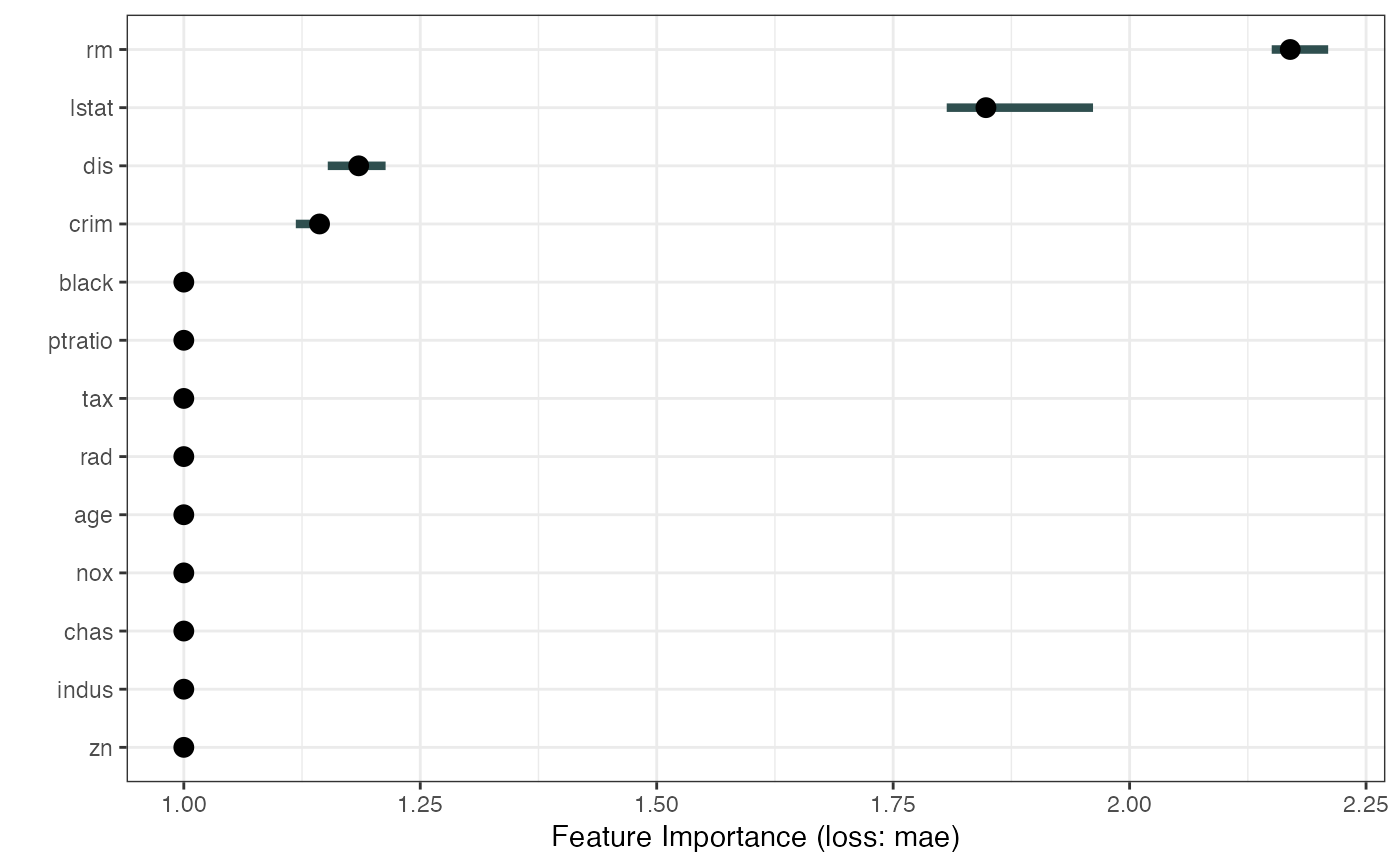 rm
lstat
dis
crim
black
ptratio
tax
rad
age
nox
chas
indus
zn
1.00 1.25 1.50 1.75 2.00 2.25
Feature Importance (loss: mae)